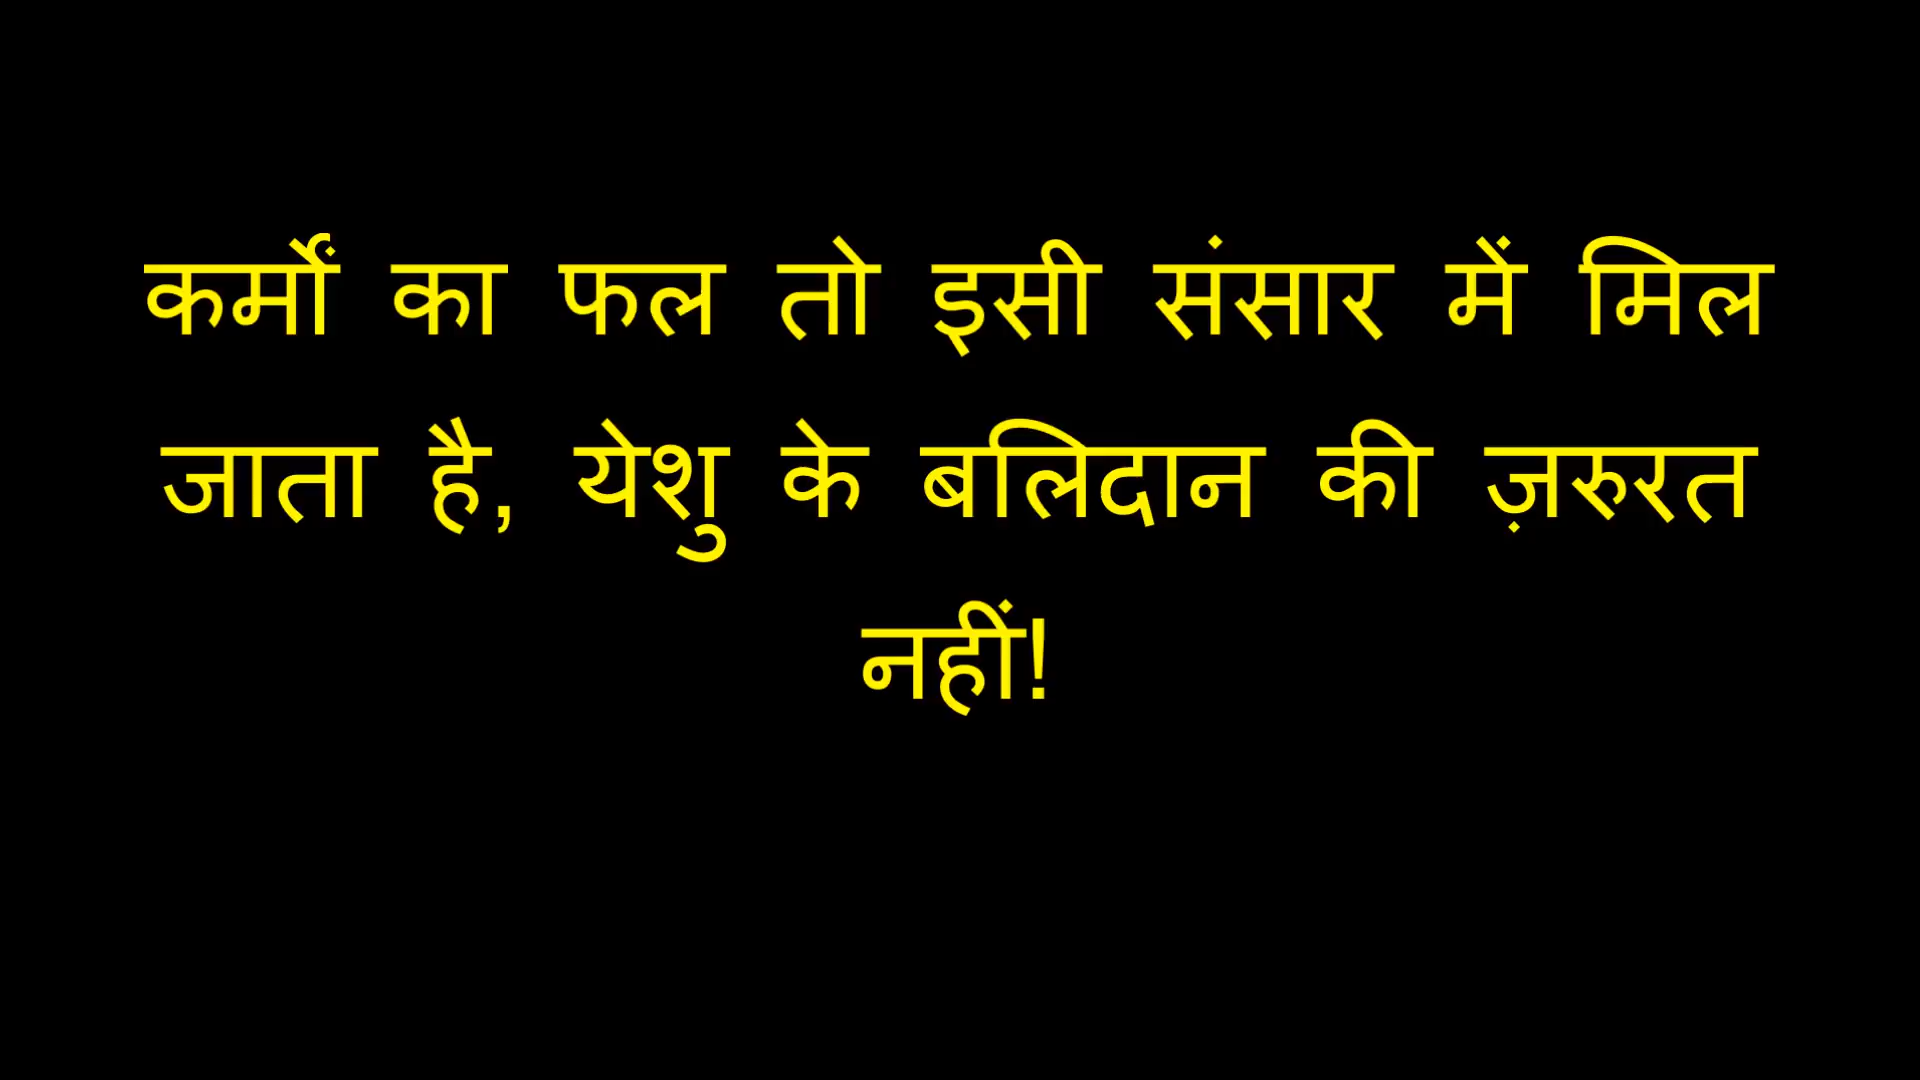 कर्मों का फल तो इसी संसार में मिल
जाता है, येशु के बलिदान की ज़रुरत
नहीं!